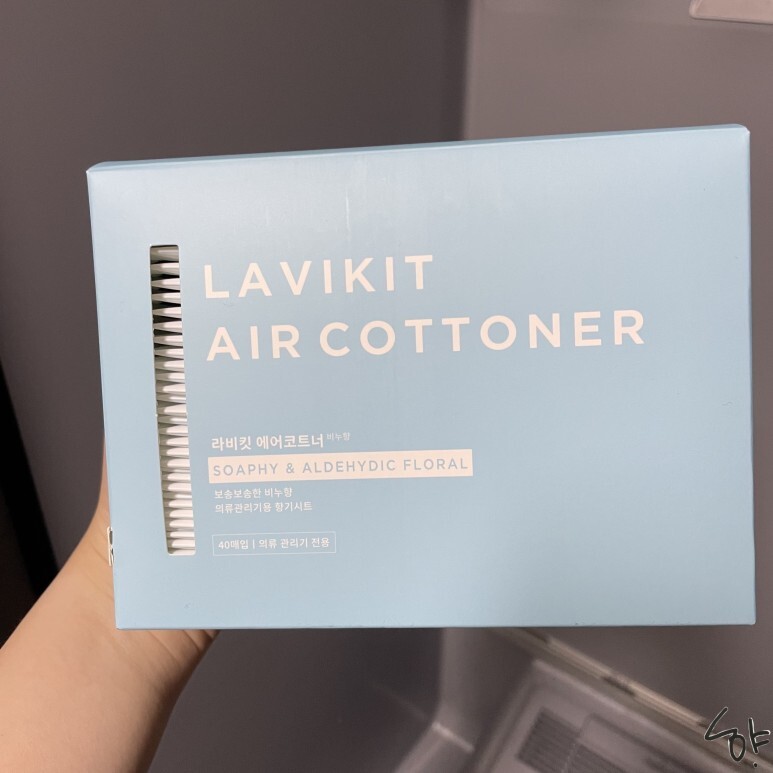 LAVIKIT
AIR COTTONER
라비킷 에어코트너 비누향
SOAPHY & ALDEHYDIC FLORAL
보송보송한 비누향
의류관리기용 향기시트
40매입 | 의류 관리기 전용